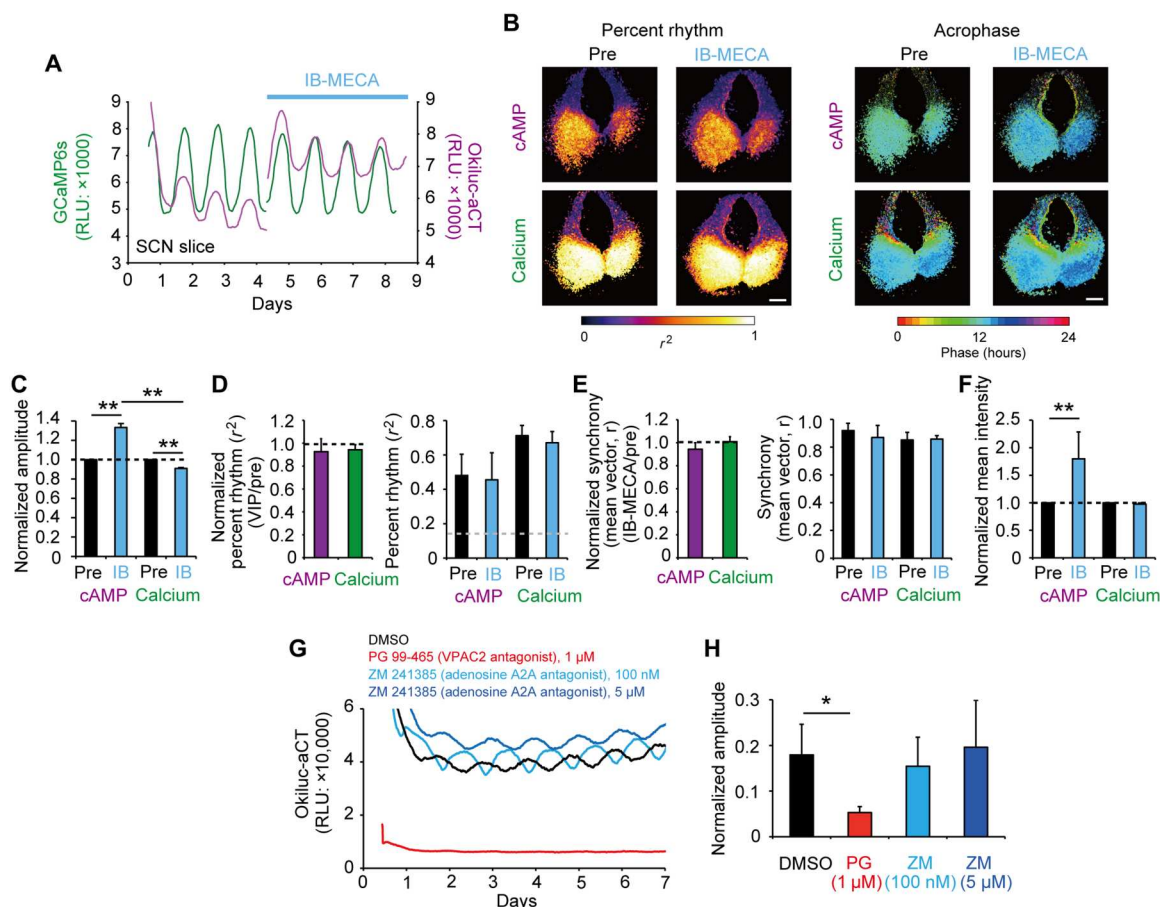 A
IB-MECA
9
8
7
6
5
4
3
GCaMP6s
(RLU: ×1000)
9
8
7
6
5
4
Okiluc-aCT
(RLU: ×1000)
SCN slice
0 1 2 3 4 5 6 7 8 9
Days
B
Percent rhythm
Acrophase
Pre
IB-MECA
Pre
IB-MECA
cAMP
cAMP
Calcium
Calcium
0
1
r²
0
12
24
Phase (hours)
C
Normalized amplitude
1.4
1.2
1.0
0.8
0.6
0.4
0.2
0
**
**
**
Pre IB Pre IB
cAMP Calcium
D
Normalized
percent rhythm (r²)
(VIP/pre)
1.2
1.0
0.8
0.6
0.4
0.2
0
cAMP Calcium
Percent rhythm (r²)
0.8
0.6
0.4
0.2
0
Pre IB Pre IB
cAMP Calcium
E
Normalized synchrony
(mean vector, r)
(IB-MECA/pre)
1.2
1.0
0.8
0.6
0.4
0.2
0
cAMP Calcium
Synchrony
(mean vector, r)
1.0
0.8
0.6
0.4
0.2
0
Pre IB Pre IB
cAMP Calcium
F
Normalized mean intensity
2.5
2.0
1.5
1.0
0.5
0
**
Pre IB Pre IB
cAMP Calcium
G
DMSO
PG 99-465 (VPAC2 antagonist), 1 µM
ZM 241385 (adenosine A2A antagonist), 100 nM
ZM 241385 (adenosine A2A antagonist), 5 µM
Okiluc-aCT
(RLU: ×10,000)
6
4
2
0
0 1 2 3 4 5 6 7
Days
H
Normalized amplitude
0.3
0.2
0.1
0
*
DMSO PG ZM ZM
(1 µM) (100 nM) (5 µM)